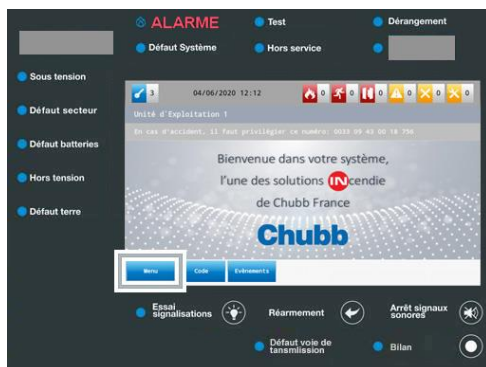 ALARME
Test
Dérangement
Défaut Système
Hors service
Sous tension
Défaut secteur
Défaut batteries
Hors tension
Défaut terre
3
04/06/2020 12:12
0
0
0
0
0
0
Unité d'Exploitation 1
En cas d'accident, il faut privilégier ce numéro: 0033 09 43 00 18 756
Bienvenue dans votre système,
l'une des solutions INcendie
de Chubb France
Chubb
Menu
Code
Evénements
Essai
signalisations
Réarmement
Arrêt signaux
sonores
Défaut voie de
tansmlission
Bilan